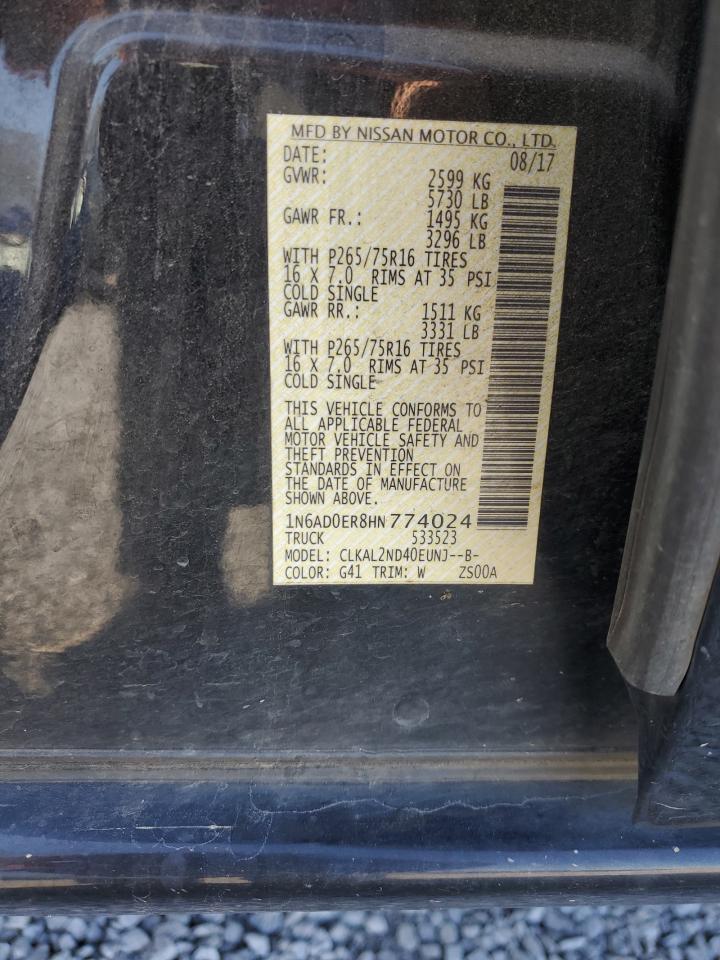 MFD BY NISSAN MOTOR CO., LTD.
DATE: 08/17
GVWR: 2599 KG
5730 LB
GAWR FR.: 1495 KG
3296 LB
WITH P265/75R16 TIRES
16 X 7.0 RIMS AT 35 PSI
COLD SINGLE
GAWR RR.: 1511 KG
3331 LB
WITH P265/75R16 TIRES
16 X 7.0 RIMS AT 35 PSI
COLD SINGLE
THIS VEHICLE CONFORMS TO
ALL APPLICABLE FEDERAL
MOTOR VEHICLE SAFETY AND
THEFT PREVENTION
STANDARDS IN EFFECT ON
THE DATE OF MANUFACTURE
SHOWN ABOVE.
1N6AD0ER8HN774024
TRUCK 533523
MODEL: CLKAL2ND40EUNJ--B-
COLOR: G41 TRIM: W ZS00A